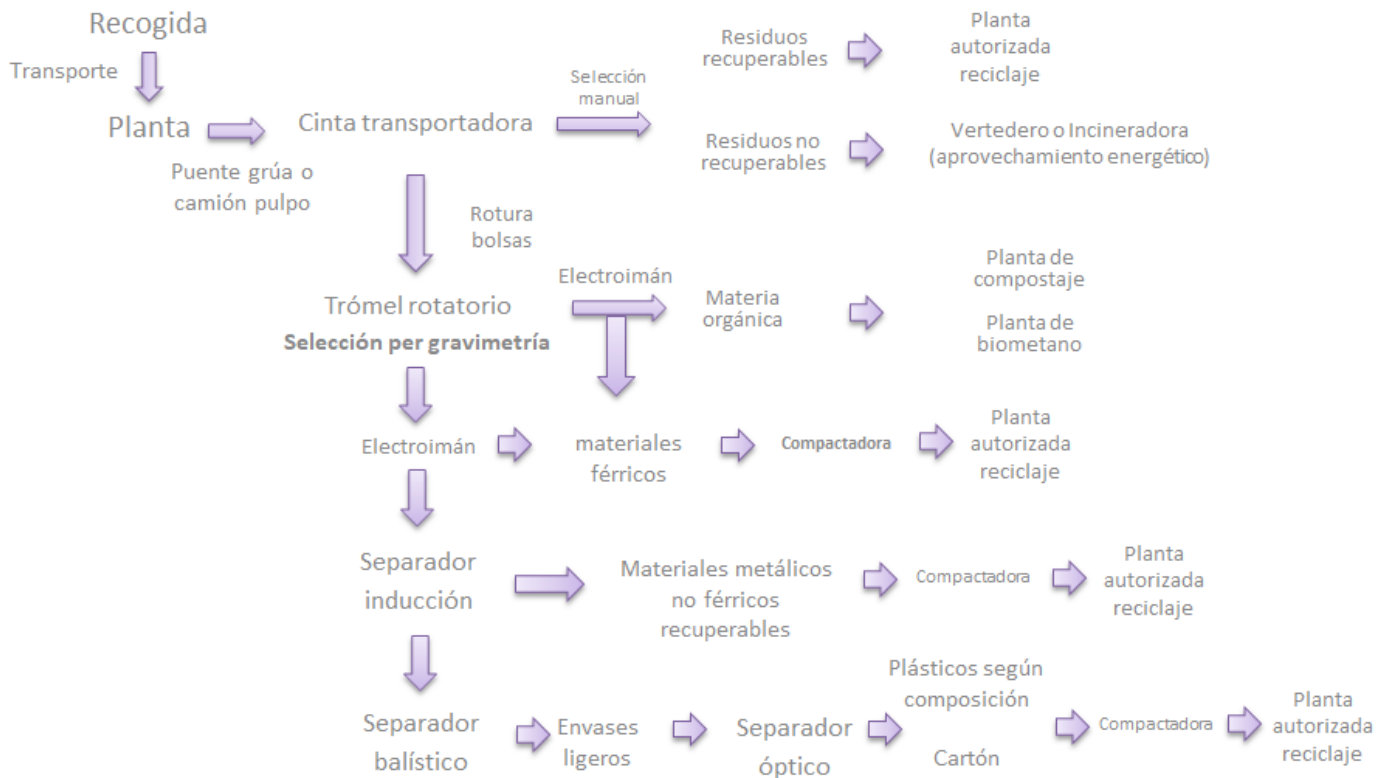 Recogida
Transporte
Planta
Puente grúa o
camión pulpo
Cinta transportadora
Selección
manual
Residuos
recuperables
Planta
autorizada
reciclaje
Residuos no
recuperables
Vertedero o Incineradora
(aprovechamiento energético)
Rotura
bolsas
Trómel rotatorio
Selección per gravimetría
Electroimán
Materia
orgánica
Planta de
compostaje
Planta de
biometano
Electroimán
materiales
férricos
Compactadora
Planta
autorizada
reciclaje
Separador
inducción
Materiales metálicos
no férricos
recuperables
Compactadora
Planta
autorizada
reciclaje
Separador
balístico
Envases
ligeros
Separador
óptico
Plásticos según
composición
Cartón
Compactadora
Planta
autorizada
reciclaje